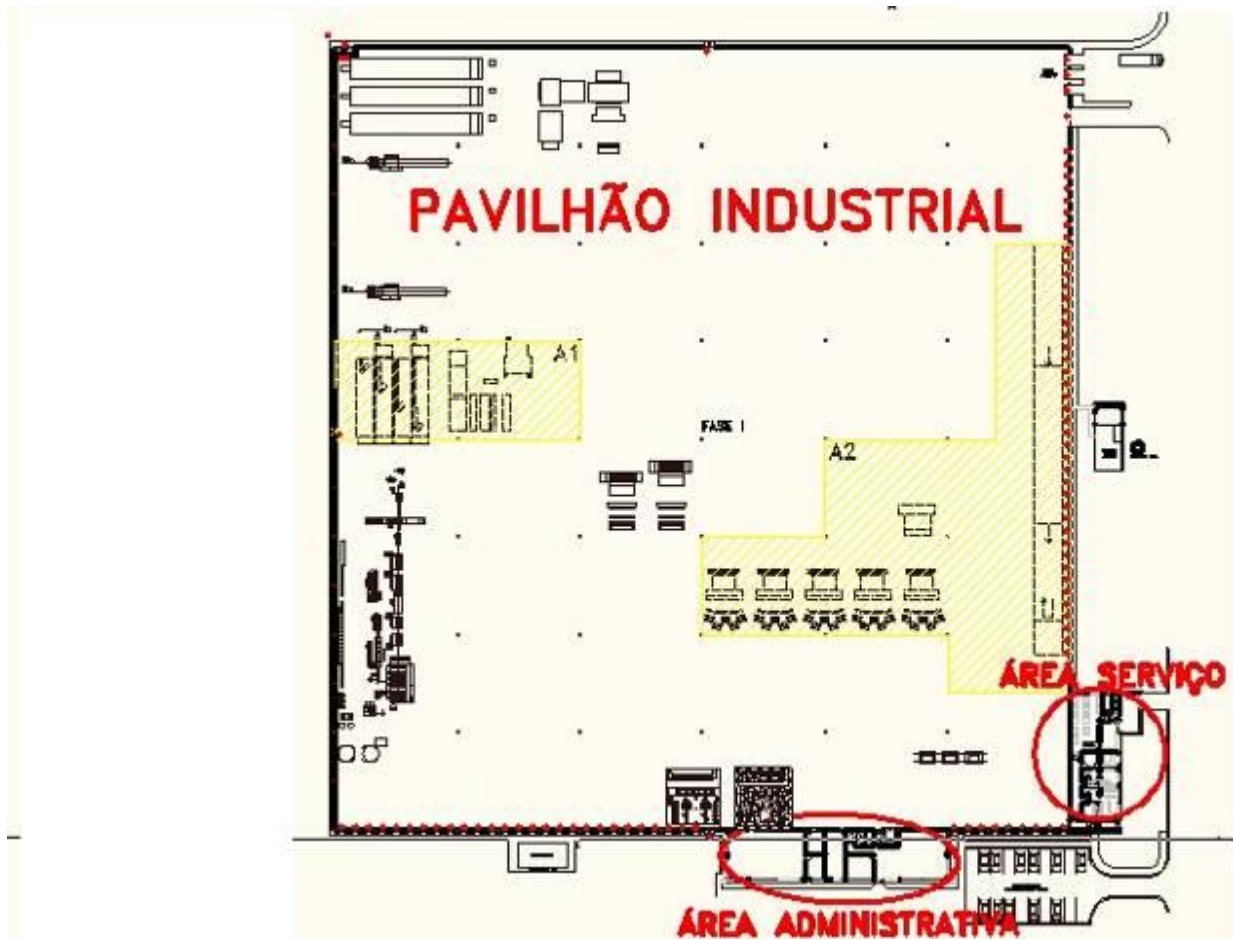 PAVILHÃO INDUSTRIAL
A1
FASE I
A2
ÁREA SERVIÇO
ÁREA ADMINISTRATIVA